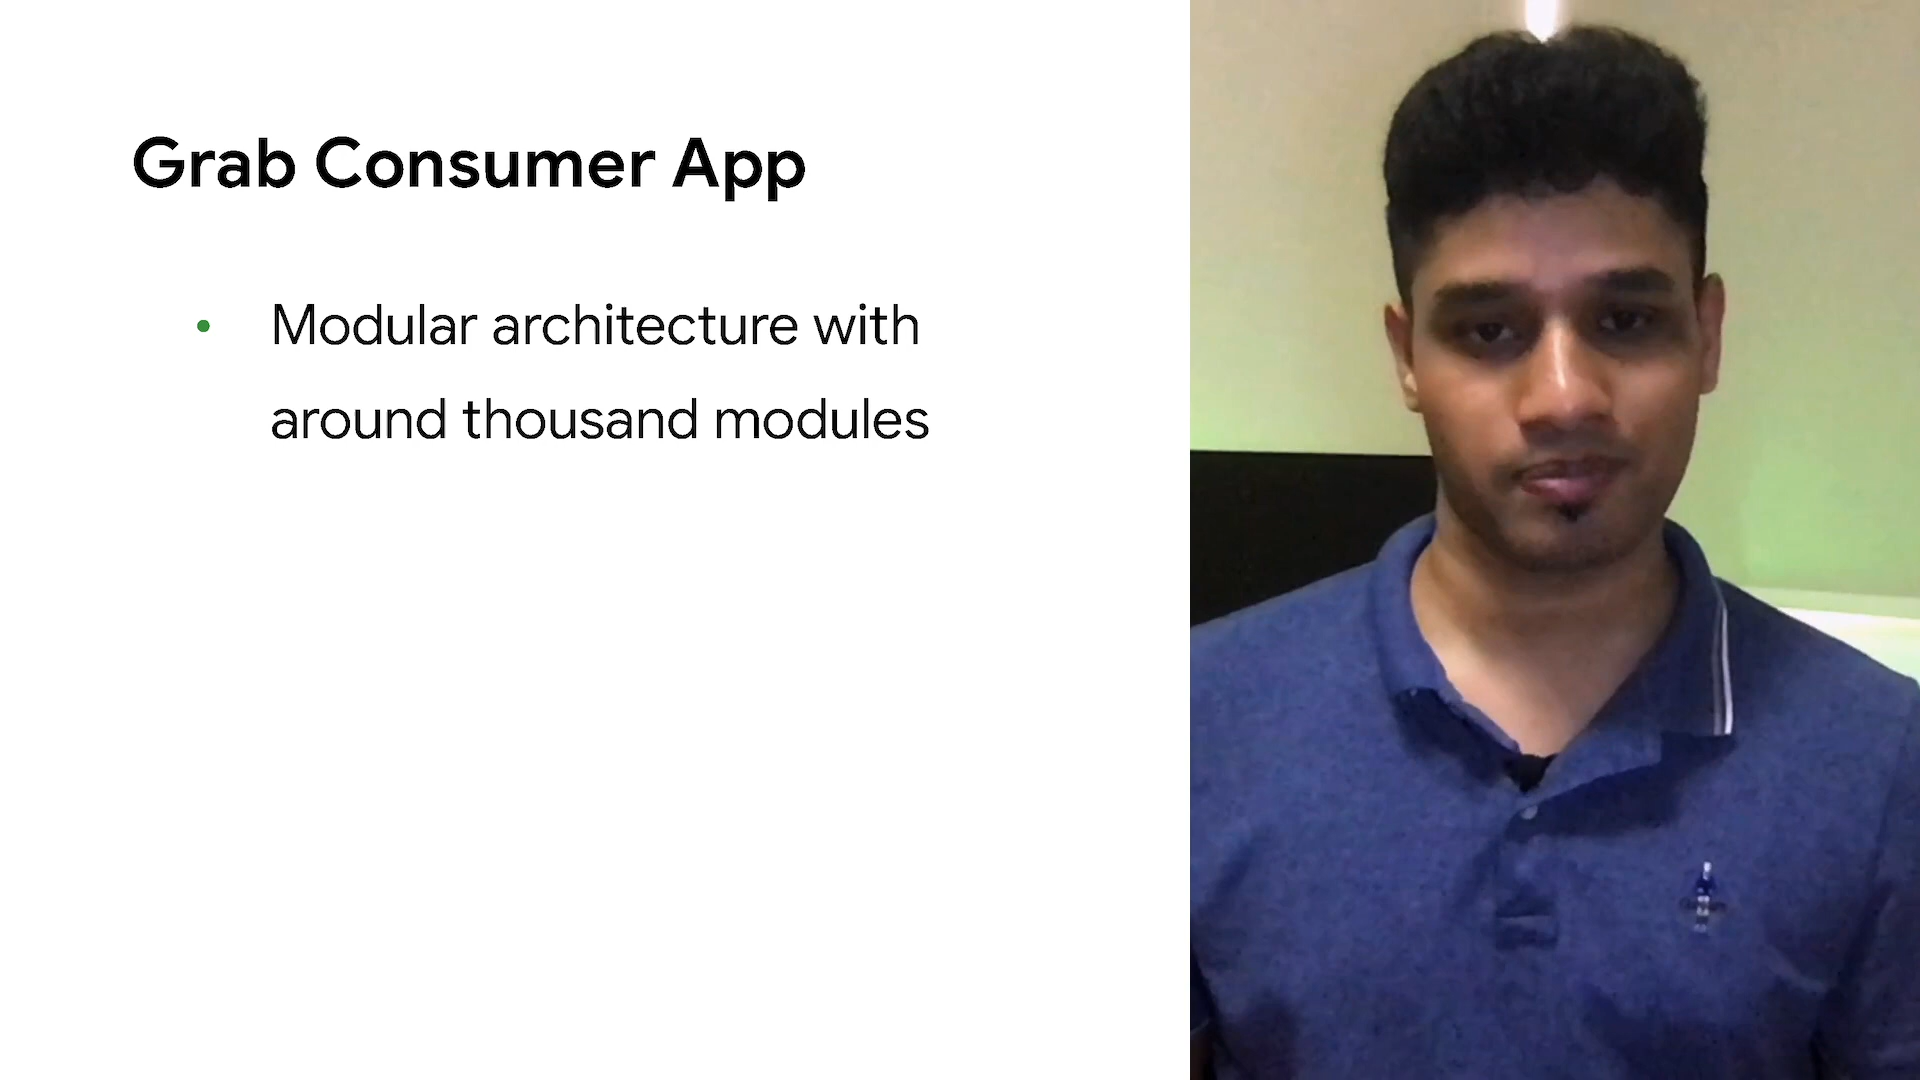 Grab Consumer App
• Modular architecture with
around thousand modules